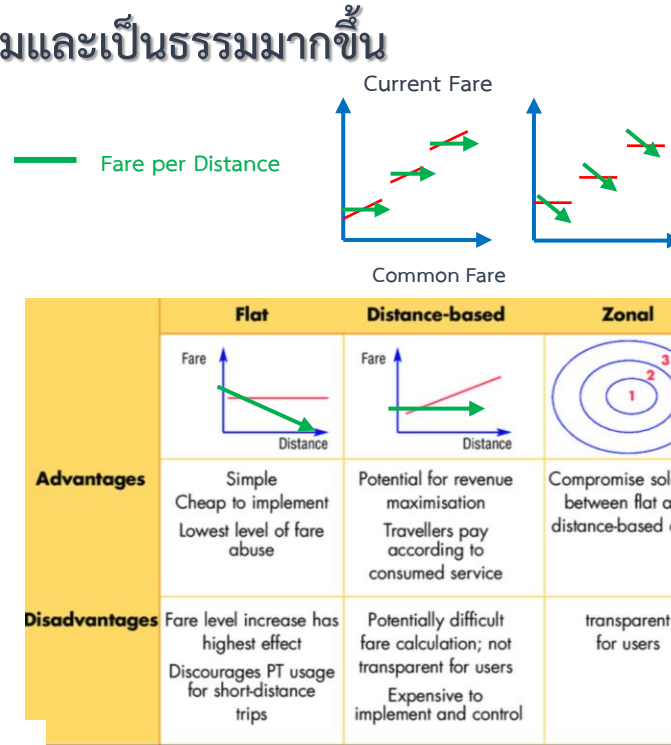 มและเป็นธรรมมากขึ้น
Current Fare
Fare per Distance
Common Fare
Flat
Distance-based
Zonal
Fare
Distance
Fare
Distance
1
2
3
Advantages
Simple
Cheap to implement
Lowest level of fare
abuse
Potential for revenue
maximisation
Travellers pay
according to
consumed service
Compromise sol
between flat a
distance-based
Disadvantages
Fare level increase has
highest effect
Discourages PT usage
for short-distance
trips
Potentially difficult
fare calculation; not
transparent for users
Expensive to
implement and control
transparent
for users